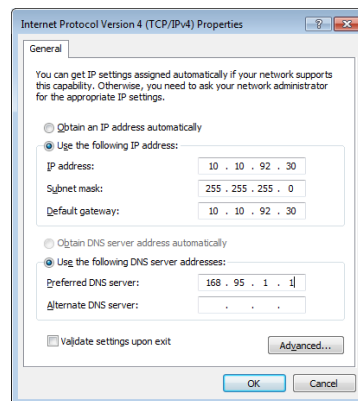 Internet Protocol Version 4 (TCP/IPv4) Properties
General
You can get IP settings assigned automatically if your network supports
this capability. Otherwise, you need to ask your network administrator
for the appropriate IP settings.
Obtain an IP address automatically
Use the following IP address:
IP address: 10 . 10 . 92 . 30
Subnet mask: 255 . 255 . 255 . 0
Default gateway: 10 . 10 . 92 . 30
Obtain DNS server address automatically
Use the following DNS server addresses:
Preferred DNS server: 168 . 95 . 1 . 1
Alternate DNS server: . . .
Validate settings upon exit
Advanced...
OK Cancel